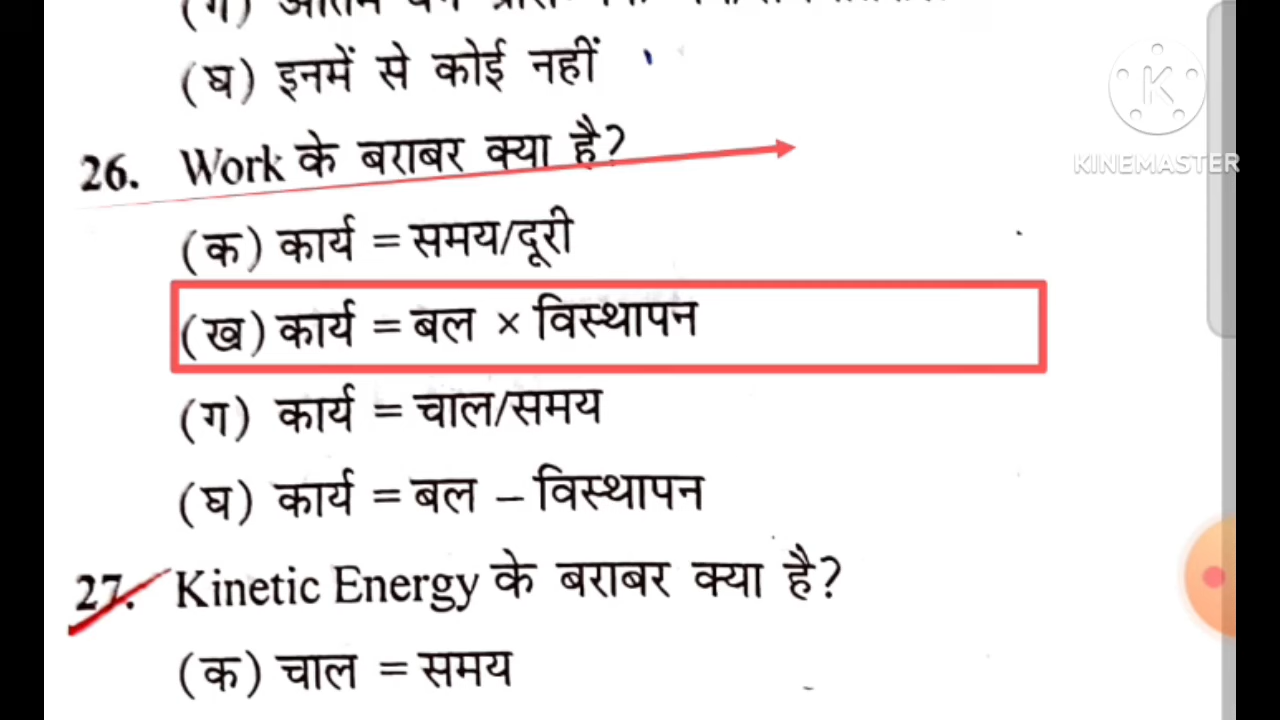 (घ) इनमें से कोई नहीं
KINEMASTER
26. Work के बराबर क्या है?
(क) कार्य = समय/दूरी
(ख) कार्य = बल × विस्थापन
(ग) कार्य = चाल/समय
(घ) कार्य = बल – विस्थापन
27. Kinetic Energy के बराबर क्या है?
(क) चाल = समय